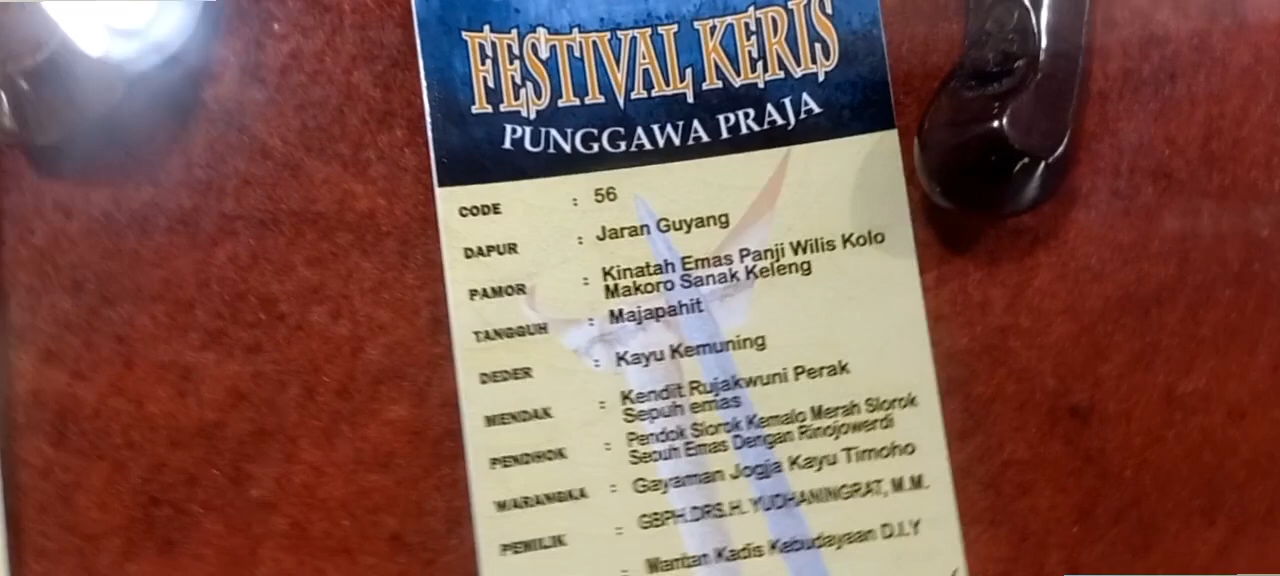 FESTIVAL KERIS
PUNGGAWA PRAJA
CODE : 56
DAPUR : Jaran Guyang
PAMOR : Kinatah Emas Panji Wilis Kolo
Makoro Sanak Keleng
TANGGUH : Majapahit
DEDER : Kayu Kemuning
MENDAK : Kendit Rujakwuni Perak
Sepuh emas
PENDHOK : Pendok Slorok Kemalo Merah Slorok
Sepuh Emas Dengan Rinojowerdi
WARANGKA : Gayaman Jogja Kayu Timoho
PEMILIK : GBPH.DRS.H. YUDHANINGRAT, M.M.
: Mantan Kadis Kebudayaan D.I.Y